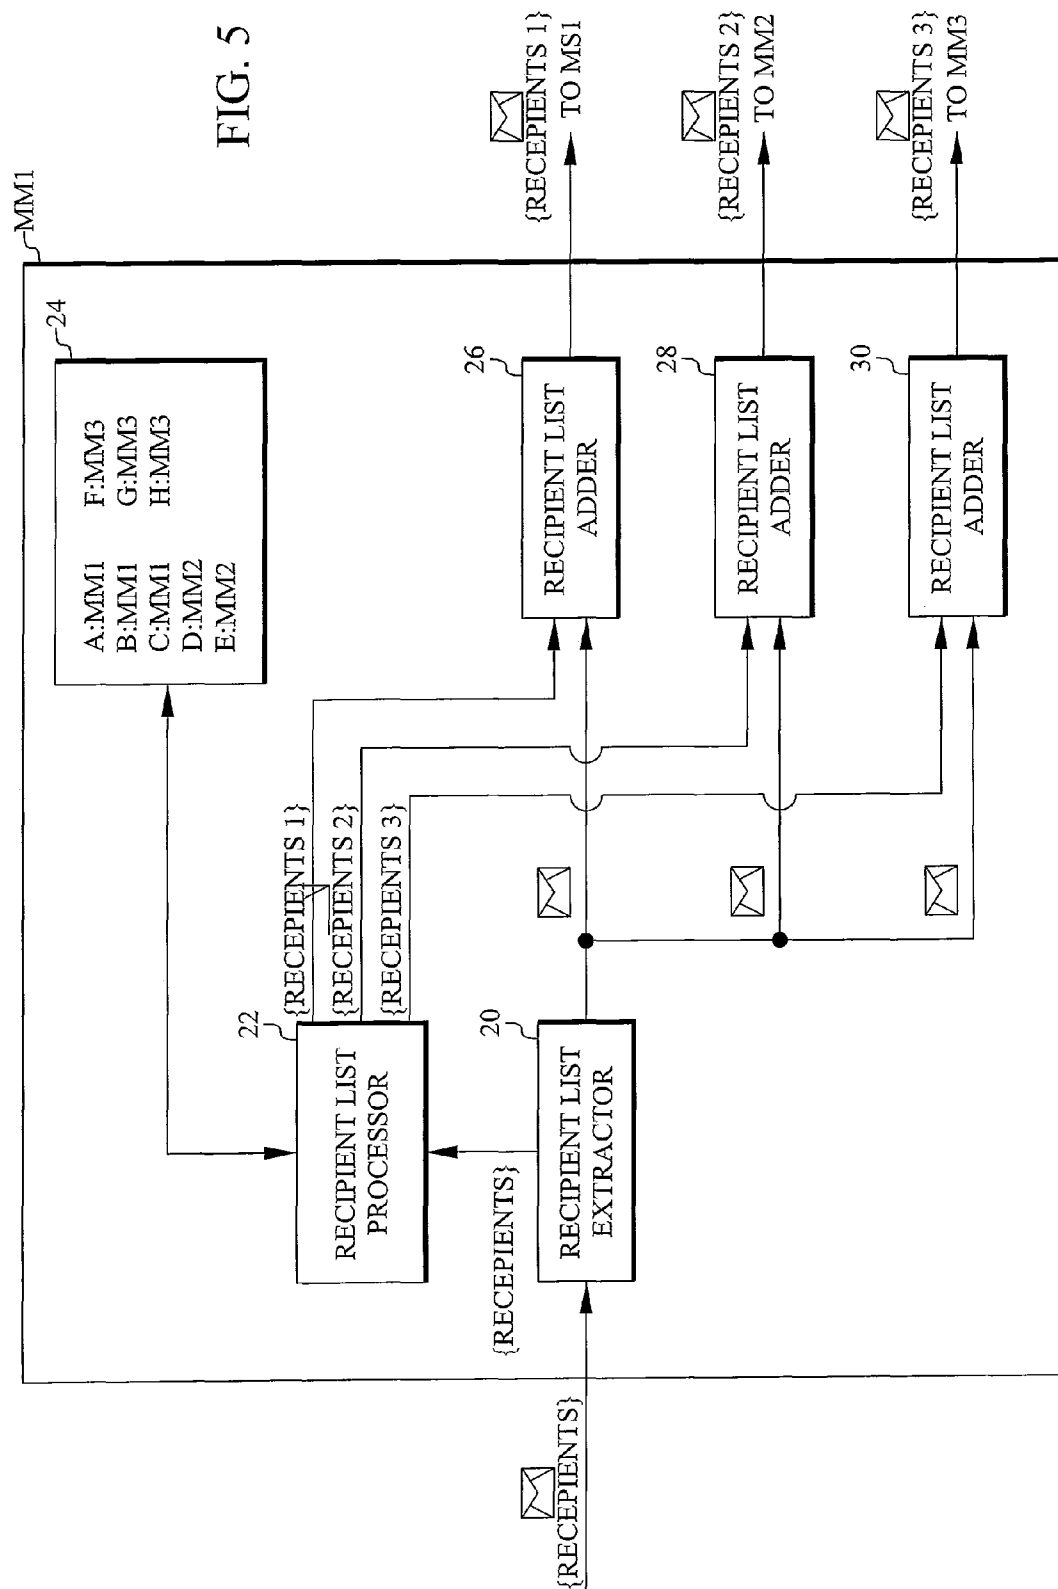 FIG. 5
MM1
24
A:MM1
B:MM1
C:MM1
D:MM2
E:MM2
F:MM3
G:MM3
H:MM3
22
RECIPIENT LIST
PROCESSOR
{RECEPIENTS 1}
{RECEPIENTS 2}
{RECEPIENTS 3}
{RECEPIENTS}
20
RECIPIENT LIST
EXTRACTOR
{RECEPIENTS}
26
RECIPIENT LIST
ADDER
28
RECIPIENT LIST
ADDER
30
RECIPIENT LIST
ADDER
{RECEPIENTS 1}
TO MS1
{RECEPIENTS 2}
TO MM2
{RECEPIENTS 3}
TO MM3